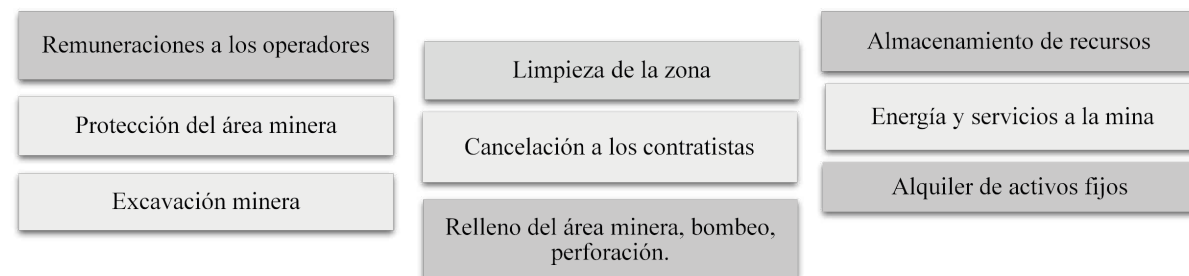 Remuneraciones a los operadores
Protección del área minera
Excavación minera
Limpieza de la zona
Cancelación a los contratistas
Relleno del área minera, bombeo,
perforación.
Almacenamiento de recursos
Energía y servicios a la mina
Alquiler de activos fijos